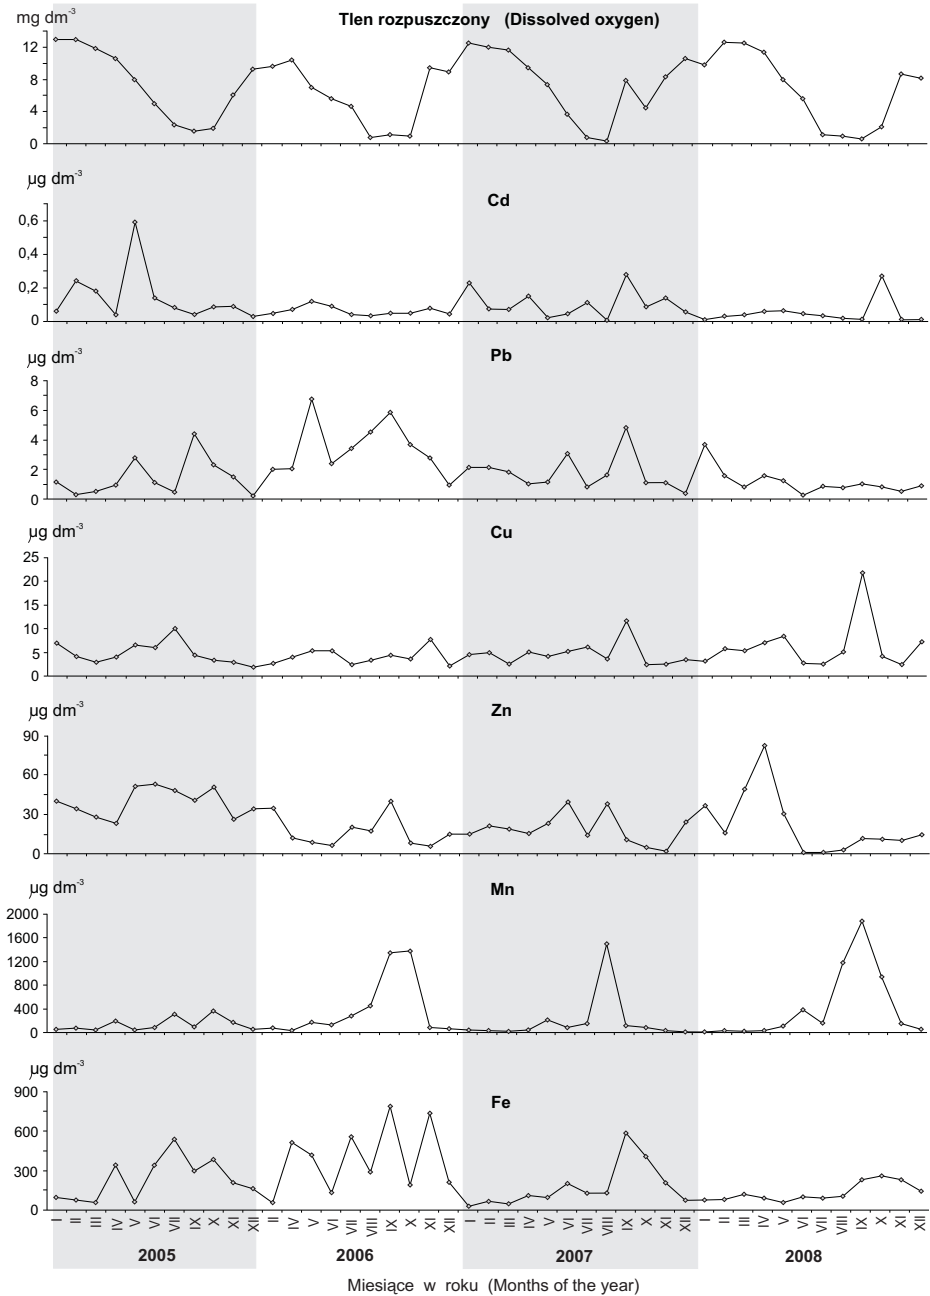 Tlen rozpuszczony (Dissolved oxygen)
mg dm-3
12
8
4
0
µg dm-3
Cd
0,6
0,4
0,2
0
µg dm-3
Pb
8
6
4
2
0
µg dm-3
Cu
25
20
15
10
5
0
µg dm-3
Zn
90
60
30
0
µg dm-3
Mn
2000
1600
1200
800
400
0
µg dm-3
Fe
900
600
300
0
I II III IV V VI VII IX X XI XII II IV V VI VII VIII IX X XI XII I II III IV V VI VII VIII IX X XI XII I II III IV V VI VII VIII IX X XI XII
2005 2006 2007 2008
Miesiące w roku (Months of the year)